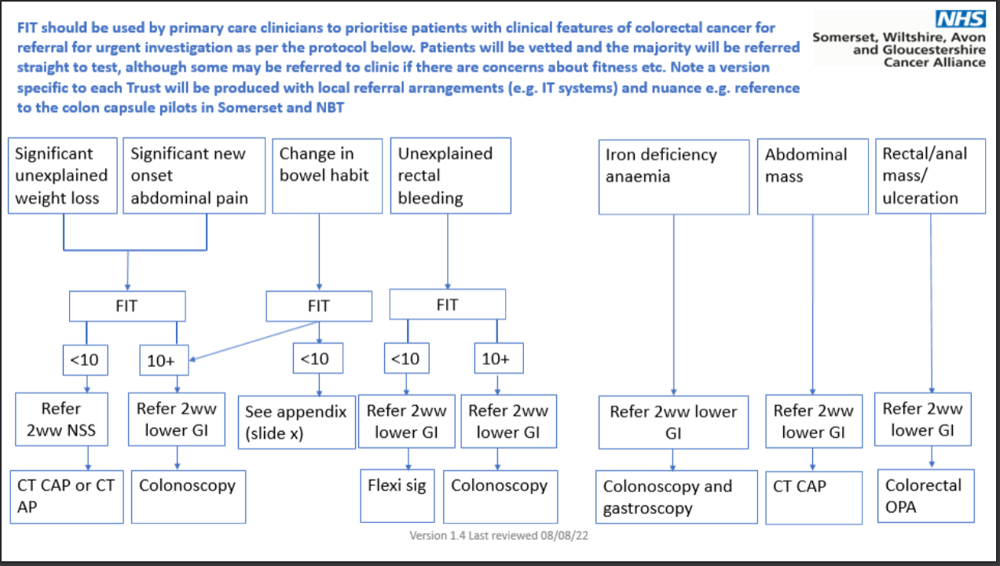 FIT should be used by primary care clinicians to prioritise patients with clinical features of colorectal cancer for
referral for urgent investigation as per the protocol below. Patients will be vetted and the majority will be referred
straight to test, although some may be referred to clinic if there are concerns about fitness etc. Note a version
specific to each Trust will be produced with local referral arrangements (e.g. IT systems) and nuance e.g. reference
to the colon capsule pilots in Somerset and NBT
NHS
Somerset, Wiltshire, Avon
and Gloucestershire
Cancer Alliance
Significant
unexplained
weight loss
Significant new
onset
abdominal pain
Change in
bowel habit
Unexplained
rectal
bleeding
Iron deficiency
anaemia
Abdominal
mass
Rectal/anal
mass/
ulceration
FIT
FIT
FIT
<10
10+
<10
<10
10+
Refer
2ww NSS
Refer 2ww
lower GI
See appendix
(slide x)
Refer 2ww
lower GI
Refer 2ww
lower GI
Refer 2ww lower
GI
Refer 2ww
lower GI
Refer 2ww
lower GI
CT CAP or CT
AP
Colonoscopy
Flexi sig
Colonoscopy
Colonoscopy and
gastroscopy
CT CAP
Colorectal
OPA
Version 1.4 Last reviewed 08/08/22